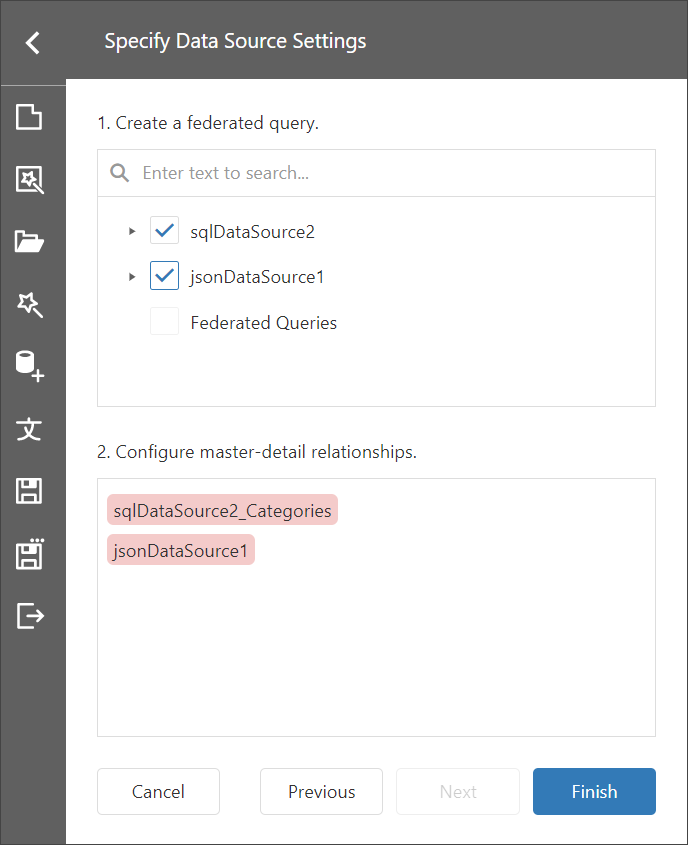 Specify Data Source Settings
1. Create a federated query.
Enter text to search...
sqlDataSource2
jsonDataSource1
Federated Queries
2. Configure master-detail relationships.
sqlDataSource2_Categories
jsonDataSource1
Cancel
Previous
Next
Finish